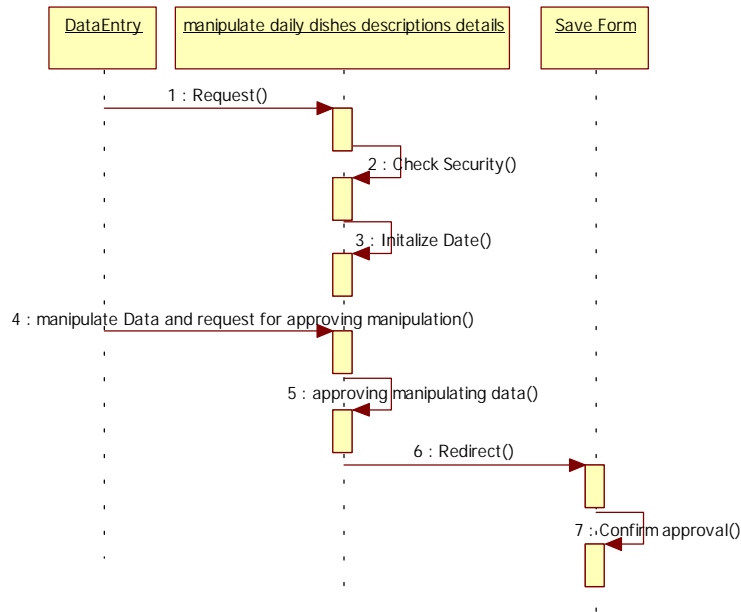 DataEntry
manipulate daily dishes descriptions details
Save Form
1 : Request()
2 : Check Security()
3 : Initalize Date()
4 : manipulate Data and request for approving manipulation()
5 : approving manipulating data()
6 : Redirect()
7 : Confirm approval()